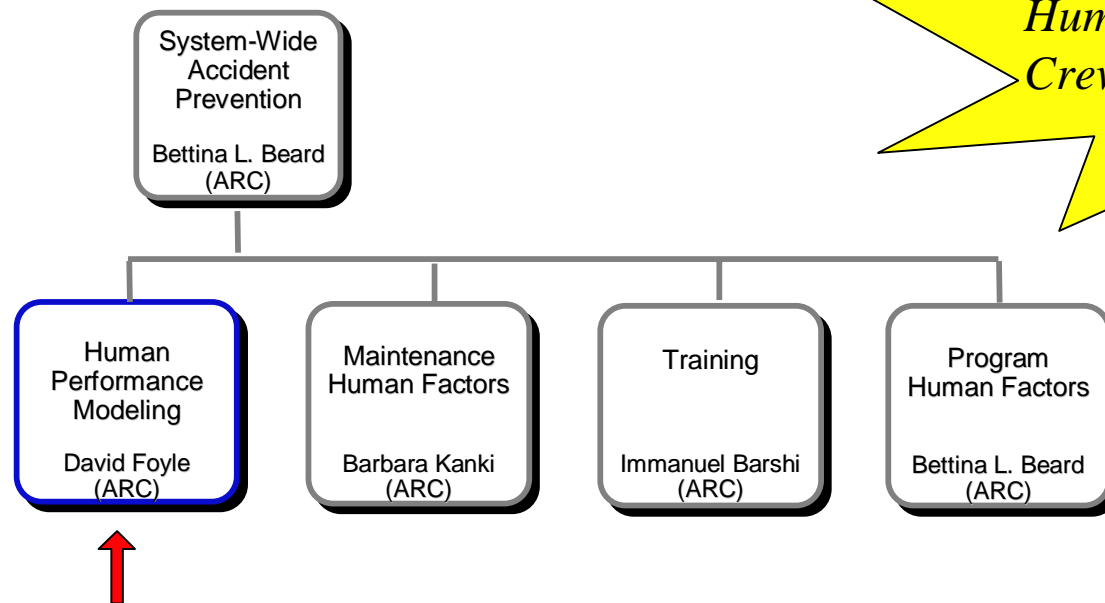 System-Wide
Accident
Prevention
Bettina L. Beard
(ARC)
Human
Performance
Modeling
David Foyle
(ARC)
Maintenance
Human Factors
Barbara Kanki
(ARC)
Training
Immanuel Barshi
(ARC)
Program
Human Factors
Bettina L. Beard
(ARC)